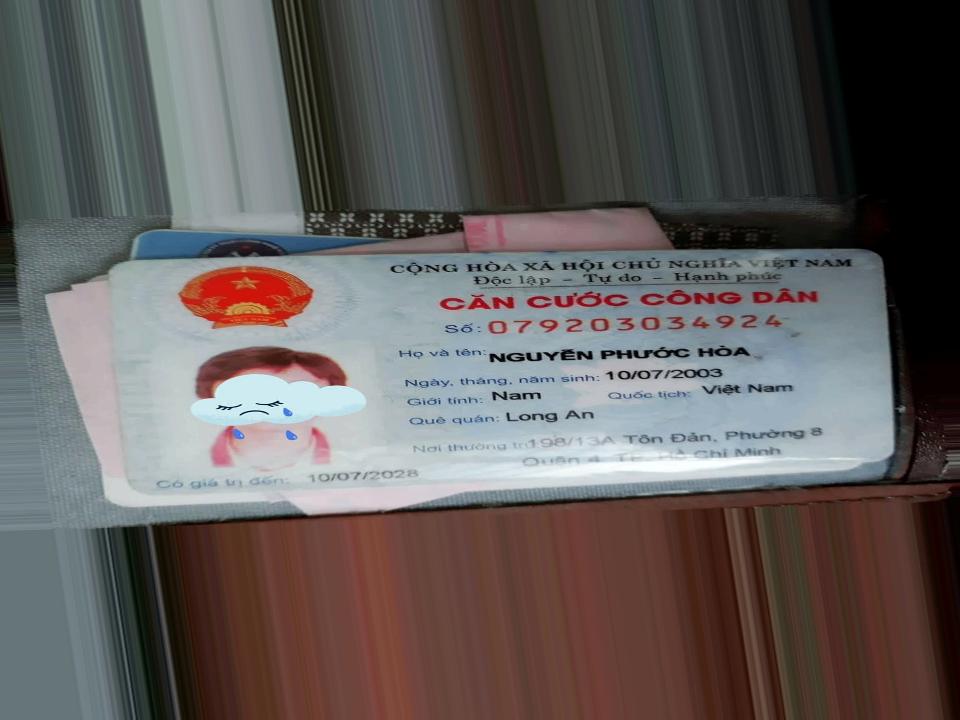 CỘNG HÒA XÃ HỘI CHỦ NGHĨA VIỆT NAM
Độc lập – Tự do – Hạnh phúc
CĂN CƯỚC CÔNG DÂN
Số: 079203034924
Họ và tên: NGUYỄN PHƯỚC HÒA
Ngày, tháng, năm sinh: 10/07/2003
Giới tính: Nam Quốc tịch: Việt Nam
Quê quán: Long An
Nơi thường trú: 198/13A Tôn Đản, Phường 8
Quận 4, TP. Hồ Chí Minh
Có giá trị đến: 10/07/2028